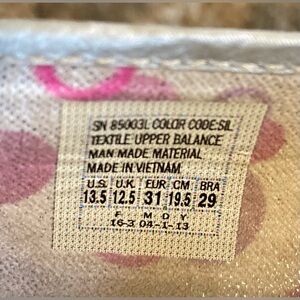 SN 85003L COLOR CODE:SIL
TEXTILE UPPER BALANCE
MAN MADE MATERIAL
MADE IN VIETNAM
U.S U.K EUR CM BRA
13.5 12.5 31 19.5 29
F M D Y
16-3 04-1-13